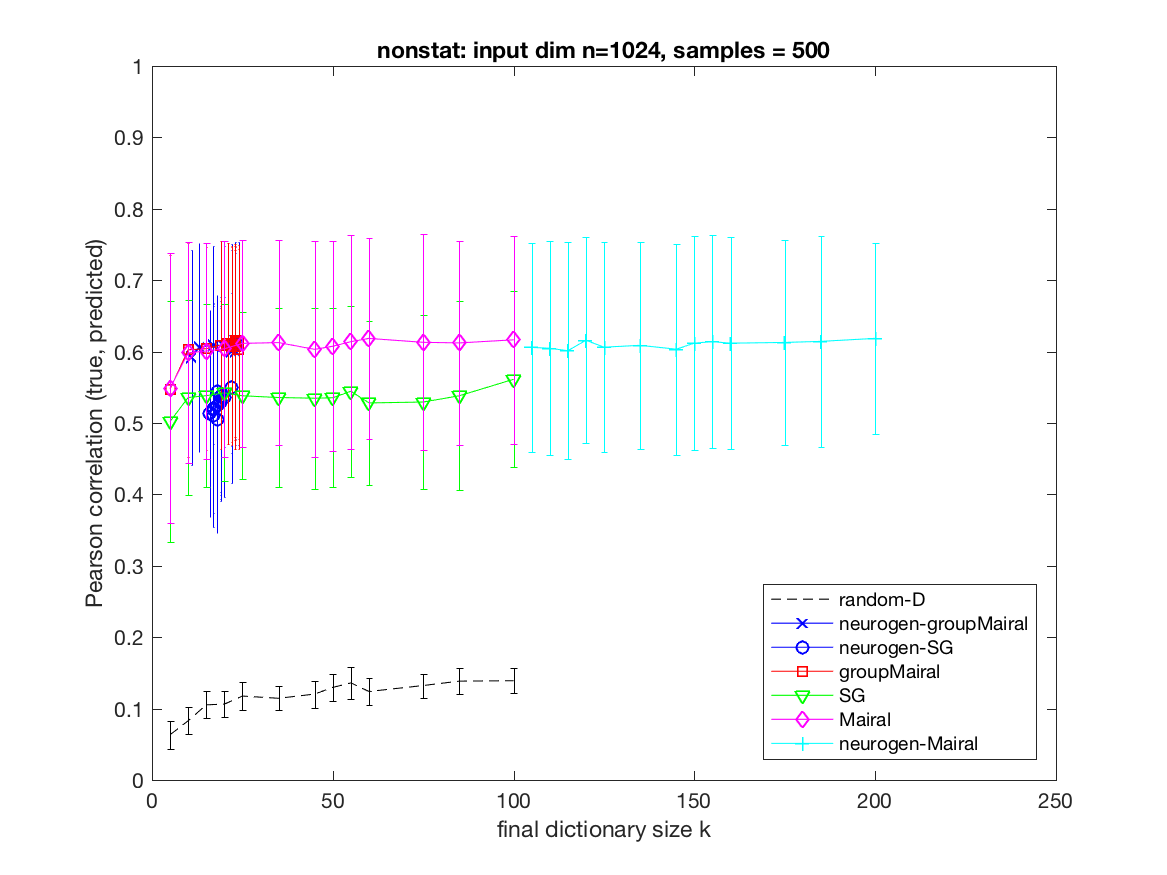 nonstat: input dim n=1024, samples = 500
1
0.9
0.8
0.7
0.6
0.5
0.4
0.3
0.2
0.1
0
Pearson correlation (true, predicted)
random-D
neurogen-groupMairal
neurogen-SG
groupMairal
SG
Mairal
neurogen-Mairal
0 50 100 150 200 250
final dictionary size k